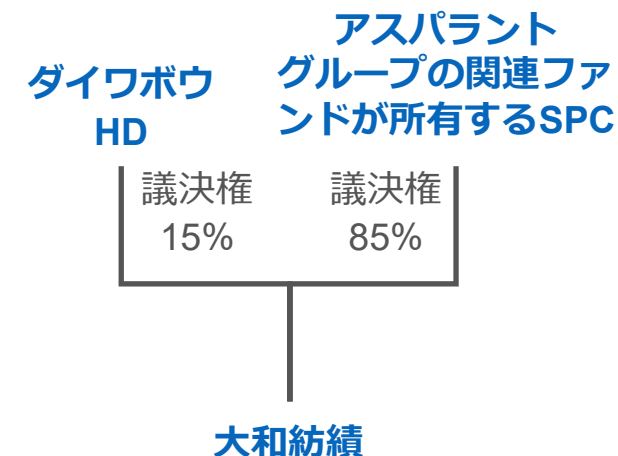 ダイワボウ
HD
アスパラント
グループの関連ファ
ンドが所有するSPC
議決権
15%
議決権
85%
大和紡績